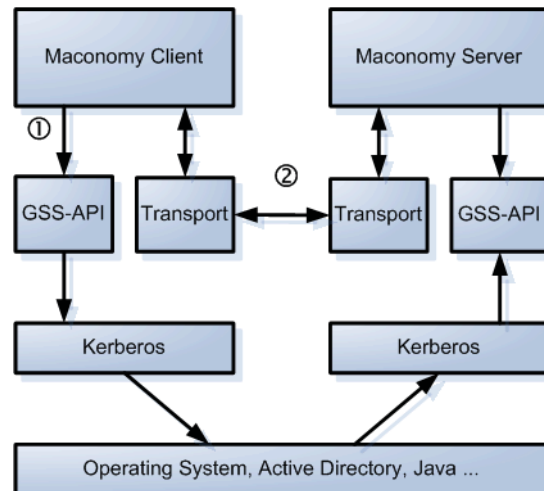 Maconomy Client
Maconomy Server
①
②
GSS-API
Transport
Transport
GSS-API
Kerberos
Kerberos
Operating System, Active Directory, Java ...